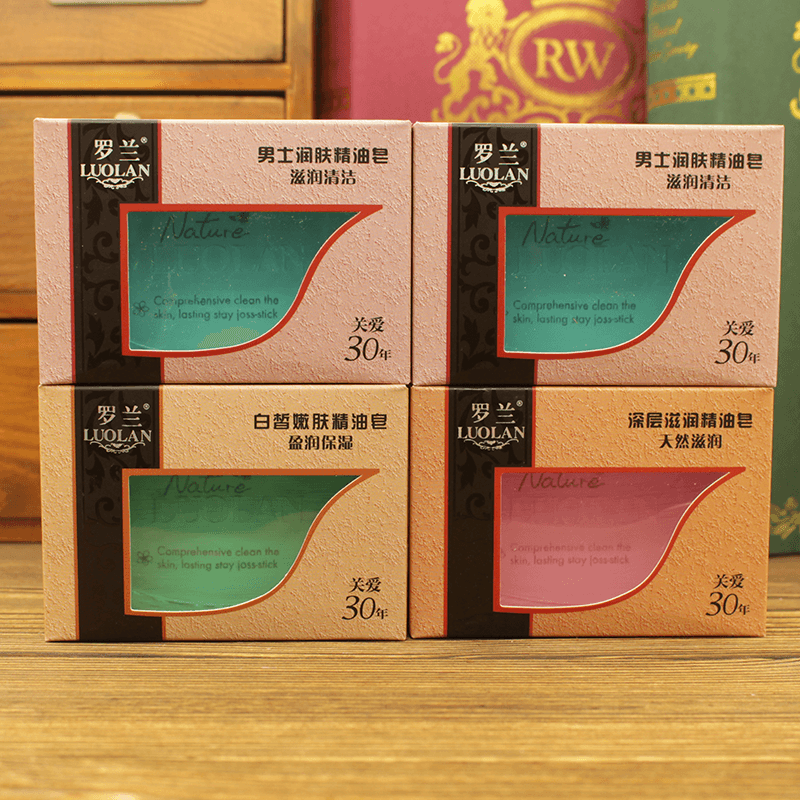 RW
罗兰®
LUOLAN
男士润肤精油皂
滋润清洁
Nature
Comprehensive clean the
skin, lasting stay joss-stick
关爱
30年
罗兰®
LUOLAN
男士润肤精油皂
滋润清洁
Nature
Comprehensive clean the
skin, lasting stay joss-stick
关爱
30年
罗兰®
LUOLAN
白皙嫩肤精油皂
盈润保湿
Nature
Comprehensive clean the
skin, lasting stay joss-stick
关爱
30年
罗兰®
LUOLAN
深层滋润精油皂
天然滋润
Nature
Comprehensive clean the
skin, lasting stay joss-stick
关爱
30年